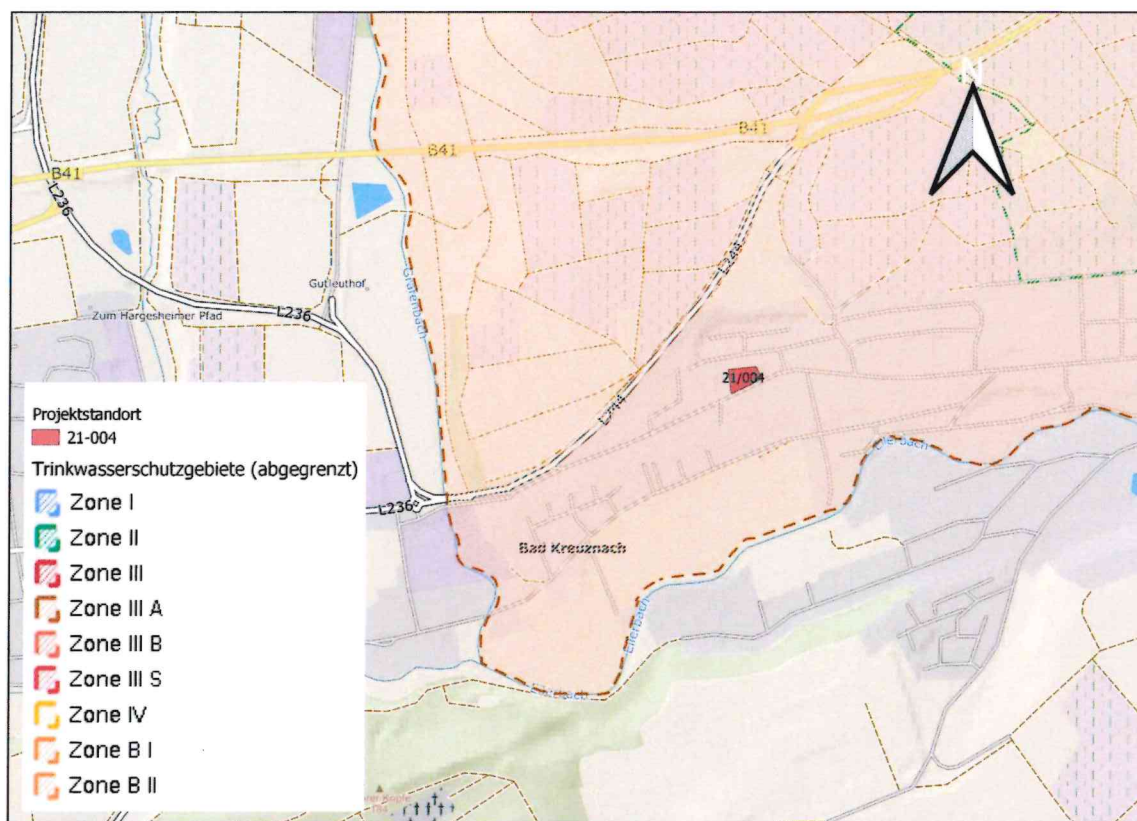 N
B41
B41
B41
L236
L244
Grafenbach
Gutleuthof
Zum Hargesheimer Pfad
L236
21/004
L244
Ellerbach
L236
Bad Kreuznach
Ellerbach
Projektstandort
21-004
Trinkwasserschutzgebiete (abgegrenzt)
Zone I
Zone II
Zone III
Zone III A
Zone III B
Zone III S
Zone IV
Zone B I
Zone B II